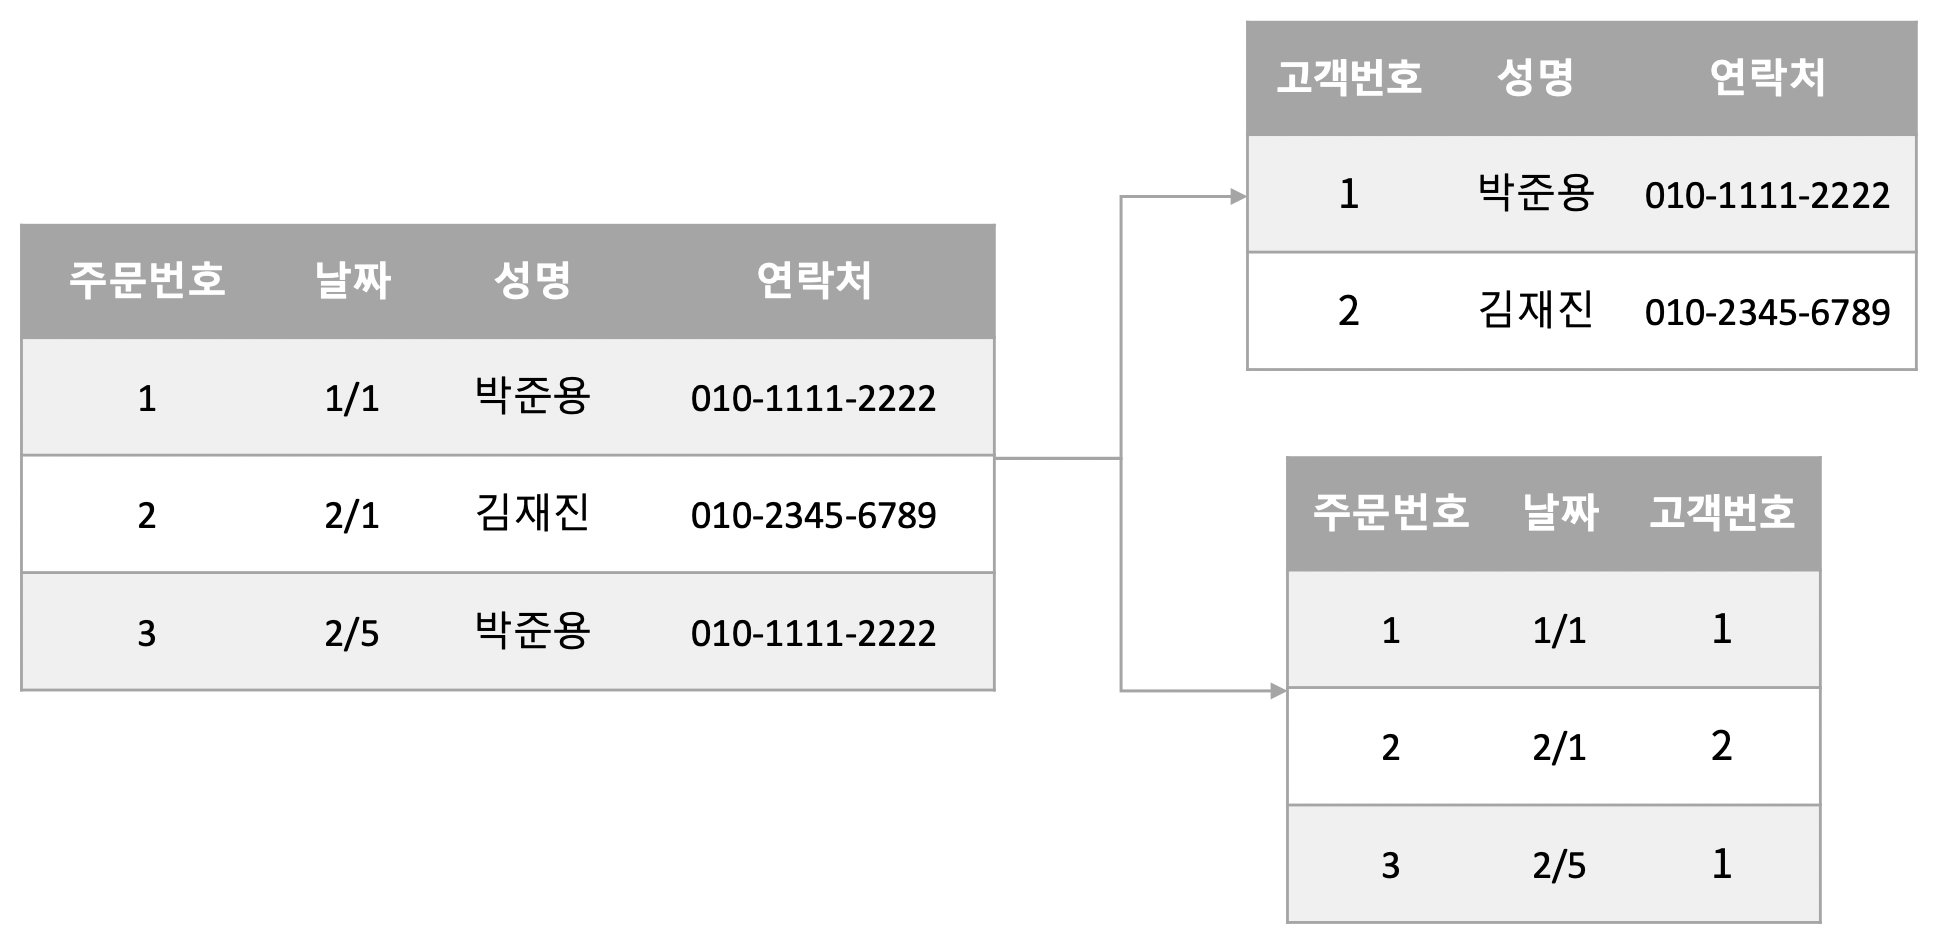 주문번호 날짜 성명 연락처
1 1/1 박준용 010-1111-2222
2 2/1 김재진 010-2345-6789
3 2/5 박준용 010-1111-2222
고객번호 성명 연락처
1 박준용 010-1111-2222
2 김재진 010-2345-6789
주문번호 날짜 고객번호
1 1/1 1
2 2/1 2
3 2/5 1